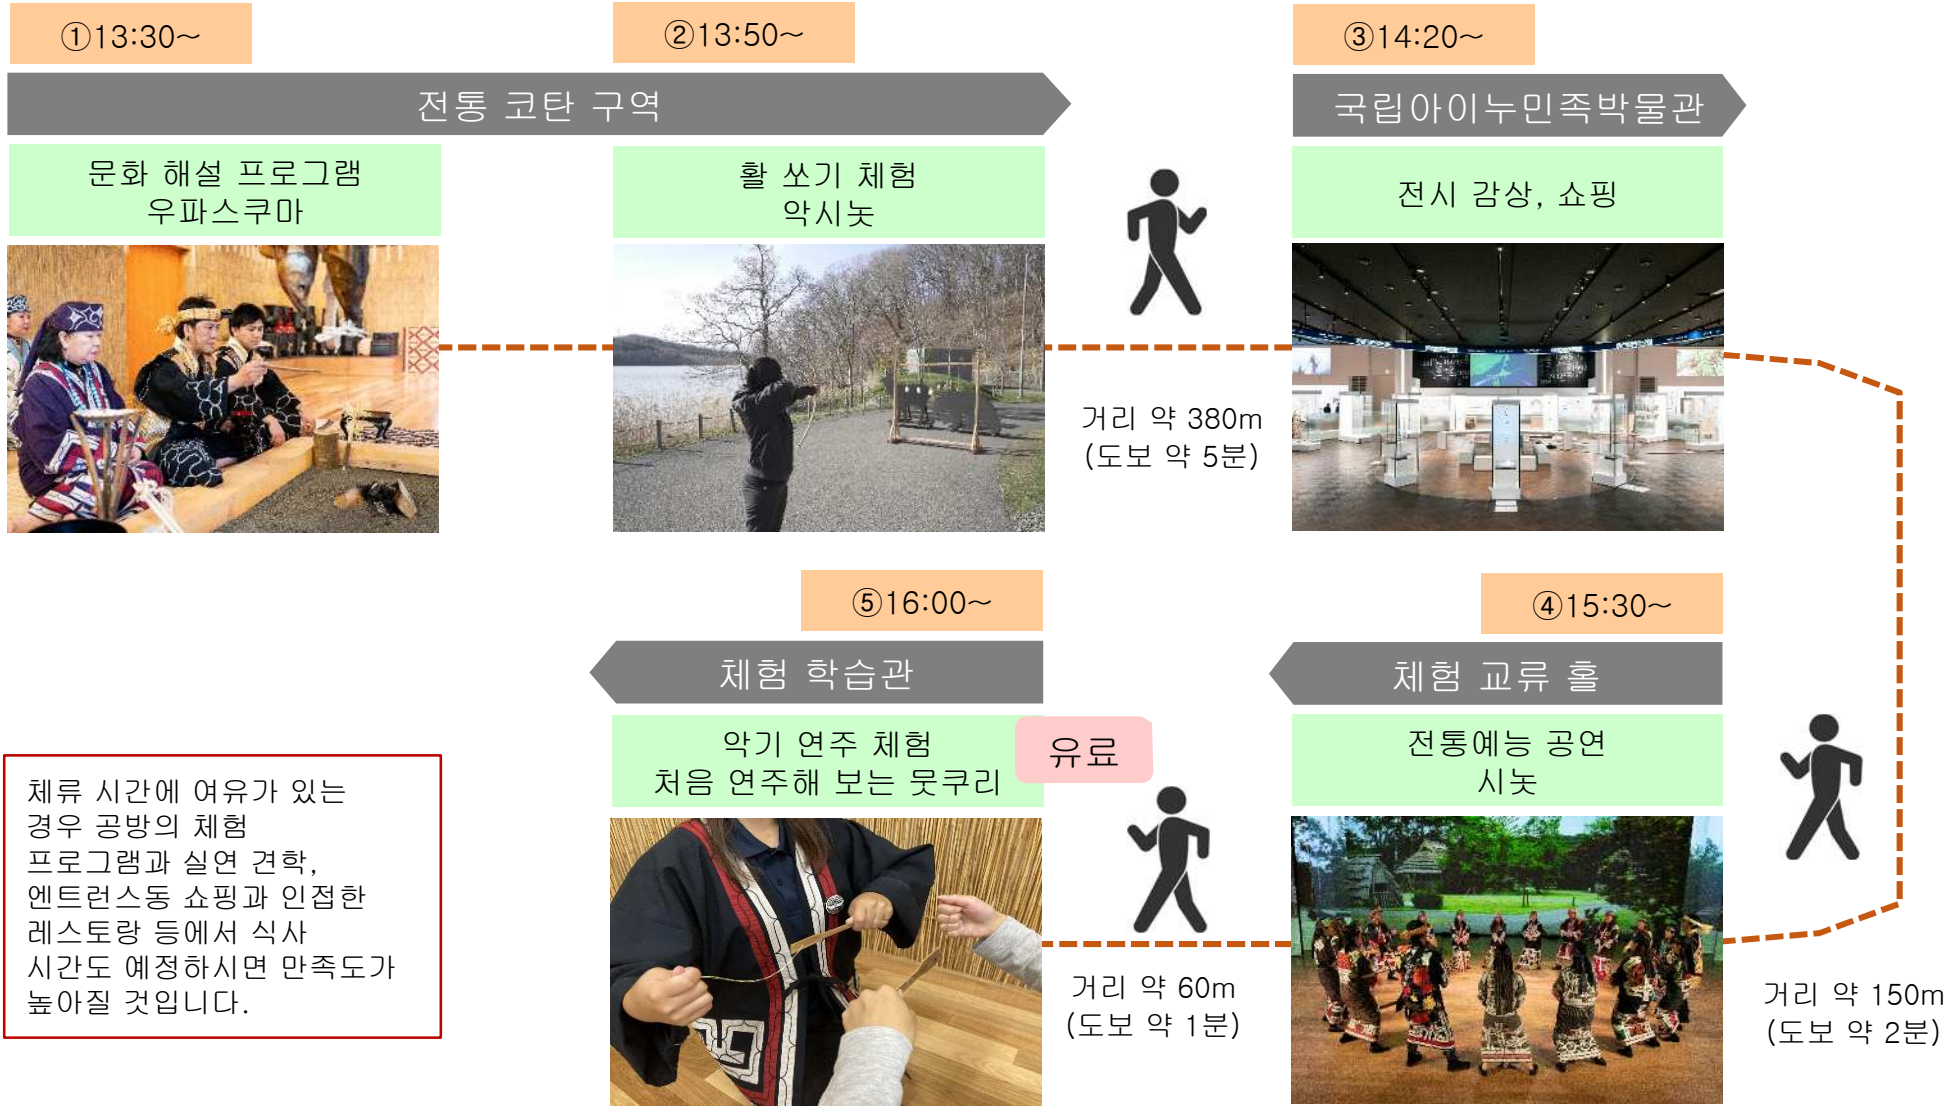 ①13:30~
②13:50~
③14:20~
전통 코탄 구역
국립아이누민족박물관
문화 해설 프로그램
우파스쿠마
활 쏘기 체험
악시놋
전시 감상, 쇼핑
거리 약 380m
(도보 약 5분)
⑤16:00~
④15:30~
체험 학습관
체험 교류 홀
악기 연주 체험
처음 연주해 보는 뭇쿠리
유료
전통예능 공연
시놋
체류 시간에 여유가 있는
경우 공방의 체험
프로그램과 실연 견학,
엔트런스동 쇼핑과 인접한
레스토랑 등에서 식사
시간도 예정하시면 만족도가
높아질 것입니다.
거리 약 60m
(도보 약 1분)
거리 약 150m
(도보 약 2분)